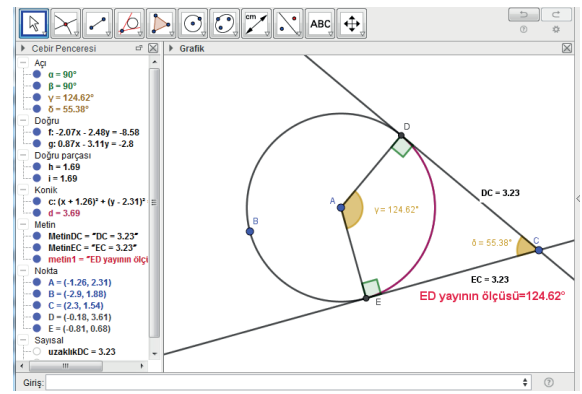 cm
ABC
Cebir Penceresi
Grafik
Açı
α = 90°
β = 90°
γ = 124.62°
δ = 55.38°
Doğru
f: -2.07x - 2.48y = -8.58
g: 0.87x - 3.11y = -2.8
Doğru parçası
h = 1.69
i = 1.69
Konik
c: (x + 1.26)² + (y - 2.31)²
d = 3.69
Metin
MetinDC = "DC = 3.23"
MetinEC = "EC = 3.23"
metin1 = "ED yayının ölçü
Nokta
A = (-1.26, 2.31)
B = (-2.9, 1.88)
C = (2.3, 1.54)
D = (-0.18, 3.61)
E = (-0.81, 0.68)
Sayısal
uzaklıkDC = 3.23
D
DC = 3.23
A
γ = 124.62°
B
δ = 55.38°
C
EC = 3.23
E
ED yayının ölçüsü=124.62°
Giriş: